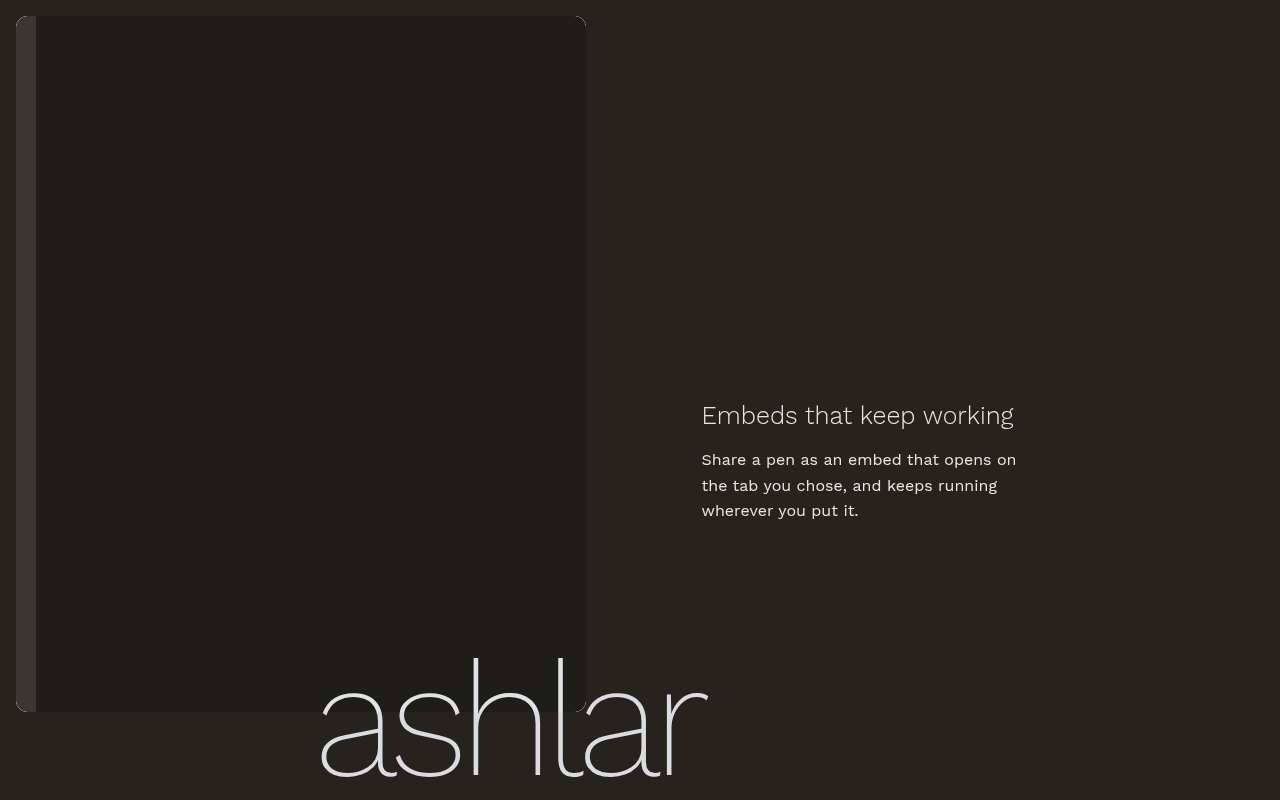 Embeds that keep working
Share a pen as an embed that opens on
the tab you chose, and keeps running
wherever you put it.
ashlar